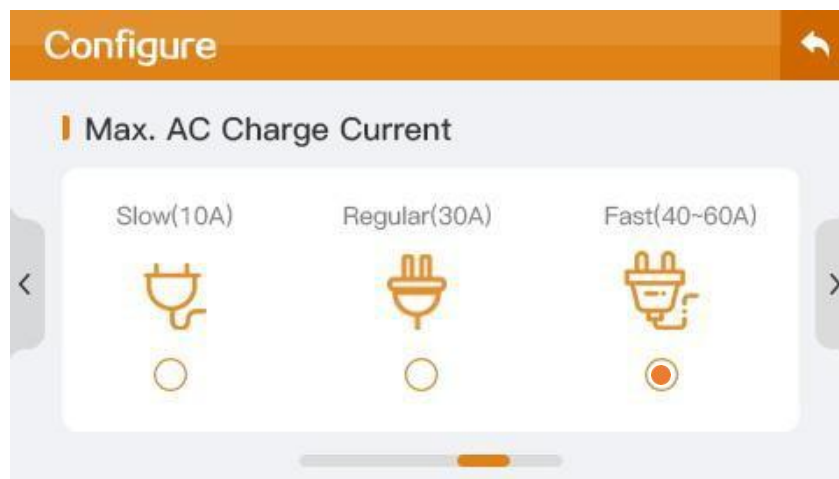 Configure
Max. AC Charge Current
Slow(10A) Regular(30A) Fast(40~60A)